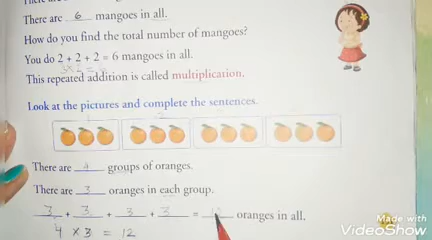 There are 6 mangoes in all.
How do you find the total number of mangoes?
You do 2 + 2 + 2 = 6 mangoes in all.
3×2 =
This repeated addition is called multiplication.
Look at the pictures and complete the sentences.
There are 4 groups of oranges.
There are 3 oranges in each group.
3 + 3 + 3 + 3 = oranges in all.
4 × 3 = 12
Made with
VideoShow